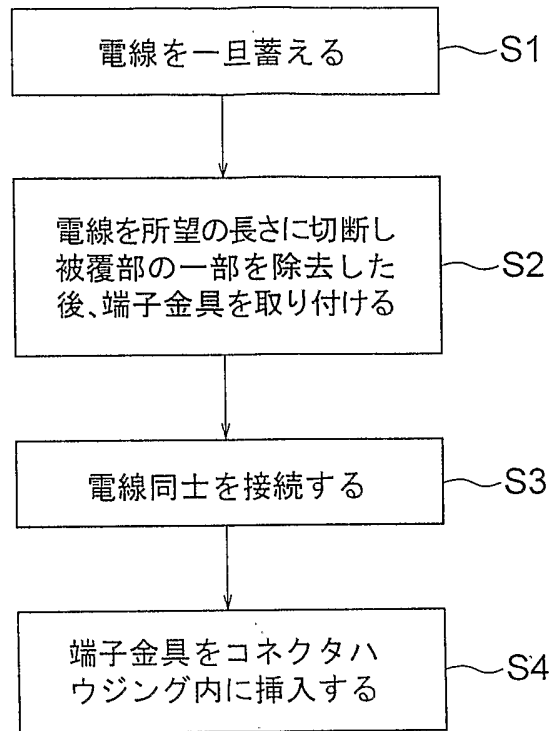 電線を一旦蓄える
S1
電線を所望の長さに切断し
被覆部の一部を除去した
後、端子金具を取り付ける
S2
電線同士を接続する
S3
端子金具をコネクタハ
ウジング内に挿入する
S4